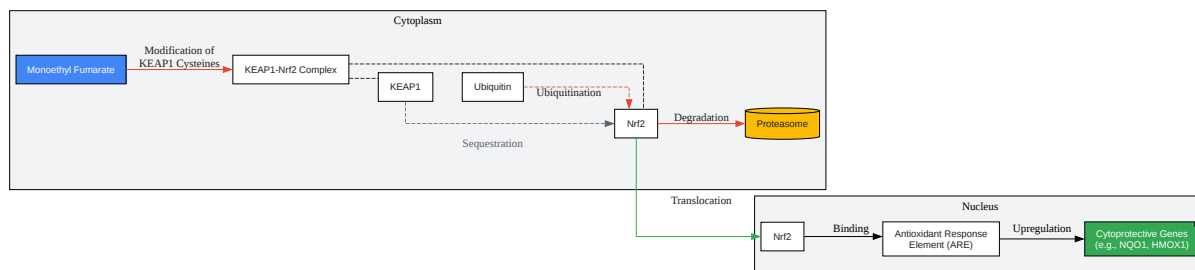 Cytoplasm
Modification of
KEAP1 Cysteines
Monoethyl Fumarate
KEAP1-Nrf2 Complex
KEAP1
Ubiquitin
Ubiquitination
Nrf2
Degradation
Proteasome
Sequestration
Translocation
Nucleus
Nrf2
Binding
Antioxidant Response
Element (ARE)
Upregulation
Cytoprotective Genes
(e.g., NQO1, HMOX1)